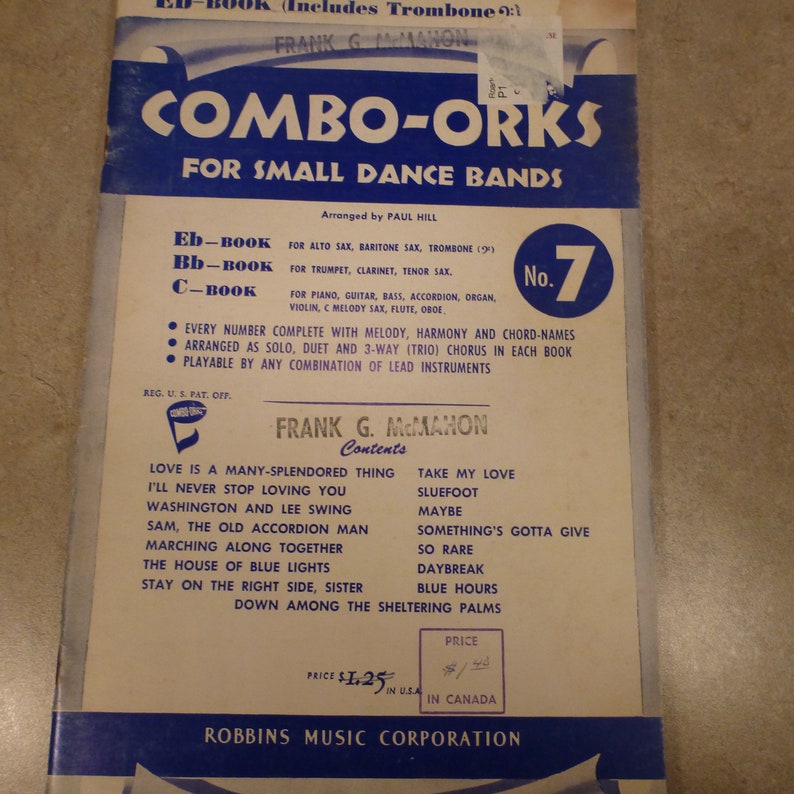 Eb-BOOK (Includes Trombone 𝄢)
FRANK G. McMAHON
P1
COMBO-ORKS
FOR SMALL DANCE BANDS
Arranged by PAUL HILL
Eb-BOOK FOR ALTO SAX, BARITONE SAX, TROMBONE (𝄢)
Bb-BOOK FOR TRUMPET, CLARINET, TENOR SAX.
C-BOOK FOR PIANO, GUITAR, BASS, ACCORDION, ORGAN,
VIOLIN, C MELODY SAX, FLUTE, OBOE.
No. 7
• EVERY NUMBER COMPLETE WITH MELODY, HARMONY AND CHORD-NAMES
• ARRANGED AS SOLO, DUET AND 3-WAY (TRIO) CHORUS IN EACH BOOK
• PLAYABLE BY ANY COMBINATION OF LEAD INSTRUMENTS
REG. U. S. PAT. OFF.
COMBO-ORKS
FRANK G. McMAHON
Contents
LOVE IS A MANY-SPLENDORED THING TAKE MY LOVE
I'LL NEVER STOP LOVING YOU SLUEFOOT
WASHINGTON AND LEE SWING MAYBE
SAM, THE OLD ACCORDION MAN SOMETHING'S GOTTA GIVE
MARCHING ALONG TOGETHER SO RARE
THE HOUSE OF BLUE LIGHTS DAYBREAK
STAY ON THE RIGHT SIDE, SISTER BLUE HOURS
DOWN AMONG THE SHELTERING PALMS
PRICE $1.25 IN U.S.A.
PRICE
$1.40
IN CANADA
ROBBINS MUSIC CORPORATION